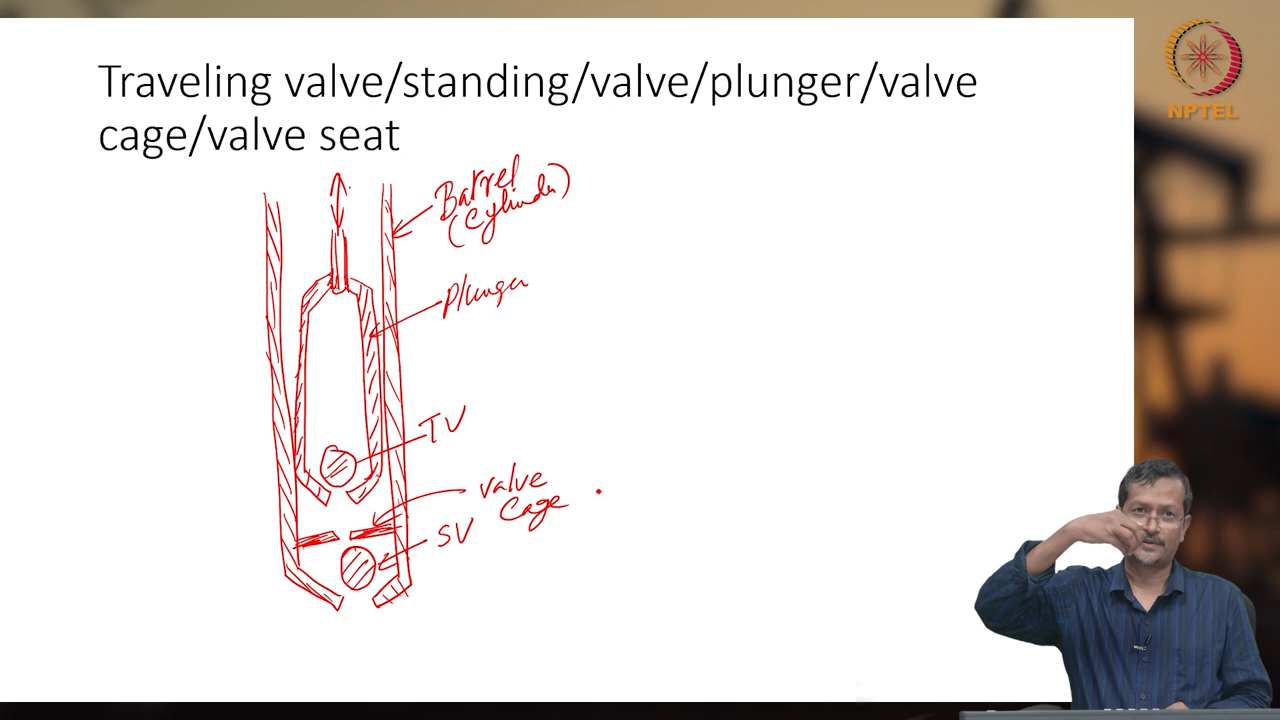 Traveling valve/standing/valve/plunger/valve
cage/valve seat
NPTEL
Barrel
(Cylinder)
Plunger
TV
valve
Cage
SV